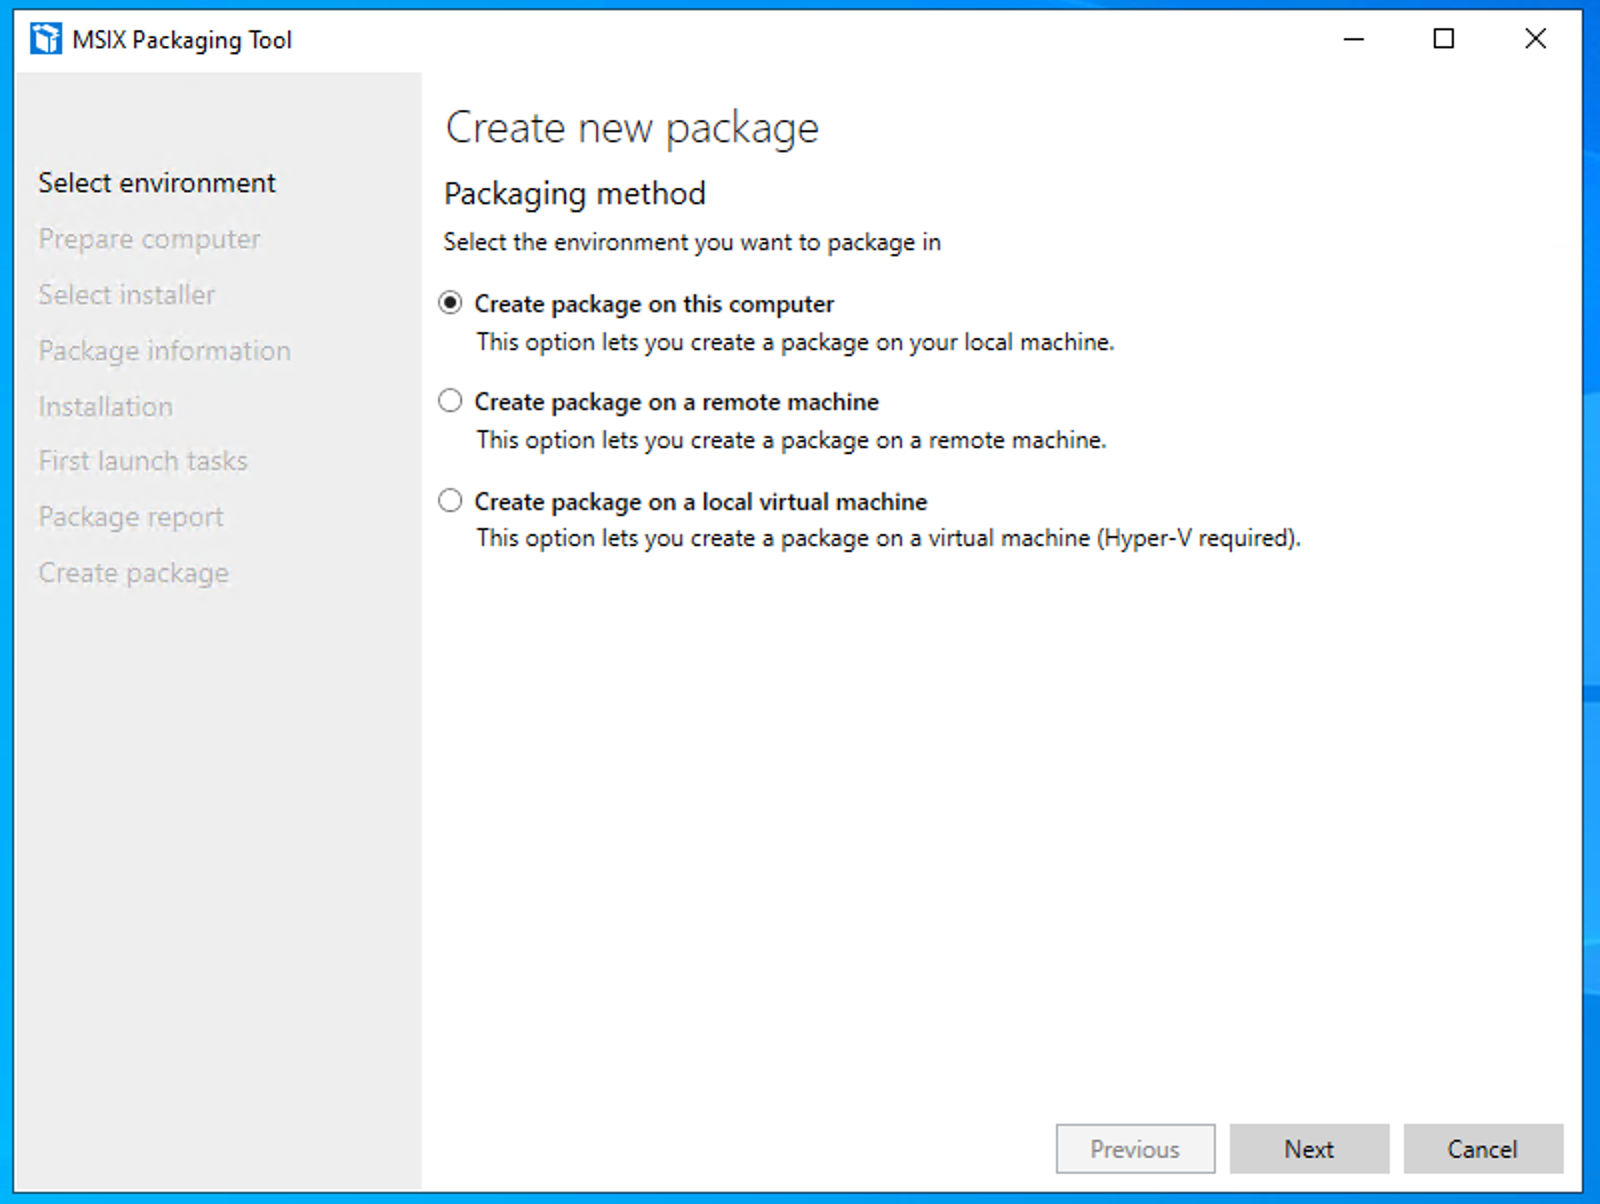 MSIX Packaging Tool
Select environment
Prepare computer
Select installer
Package information
Installation
First launch tasks
Package report
Create package
Create new package
Packaging method
Select the environment you want to package in
Create package on this computer
This option lets you create a package on your local machine.
Create package on a remote machine
This option lets you create a package on a remote machine.
Create package on a local virtual machine
This option lets you create a package on a virtual machine (Hyper-V required).
Previous
Next
Cancel